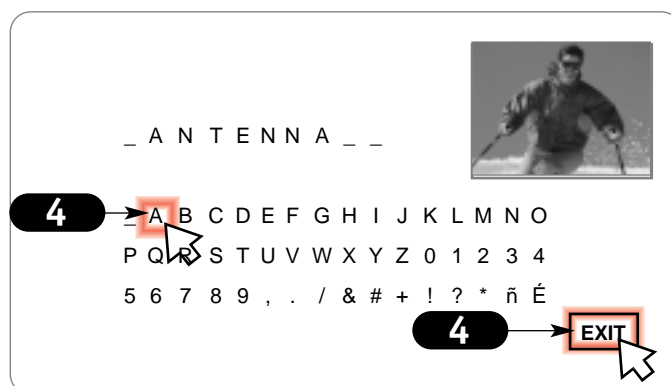 _ A N T E N N A _ _
4
_ A B C D E F G H I J K L M N O
P Q R S T U V W X Y Z 0 1 2 3 4
5 6 7 8 9 , . / & # + ! ? * ñ É
4
EXIT